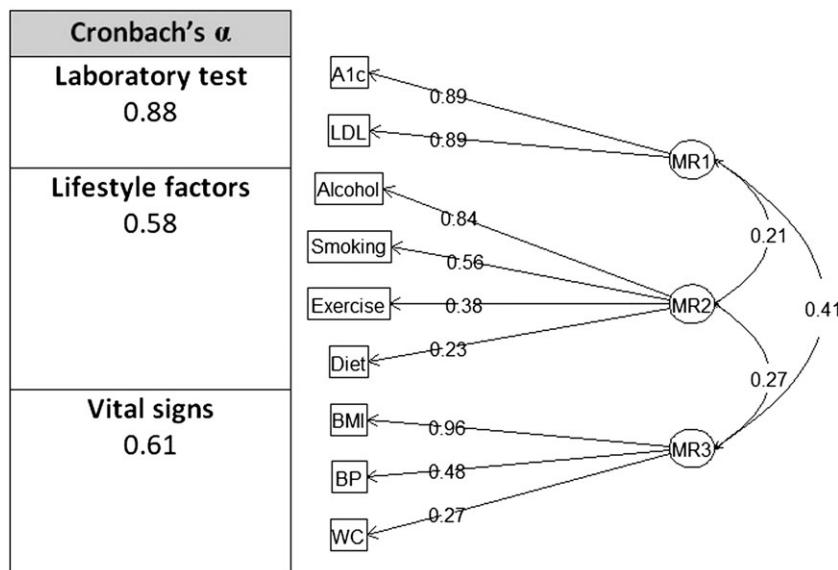 Cronbach's α
Laboratory test
0.88
Lifestyle factors
0.58
Vital signs
0.61
A1c
0.89
LDL
0.89
MR1
Alcohol
0.84
0.21
Smoking
0.56
Exercise
0.38
MR2
0.41
Diet
0.23
0.27
BMI
0.96
MR3
BP
0.48
0.27
WC